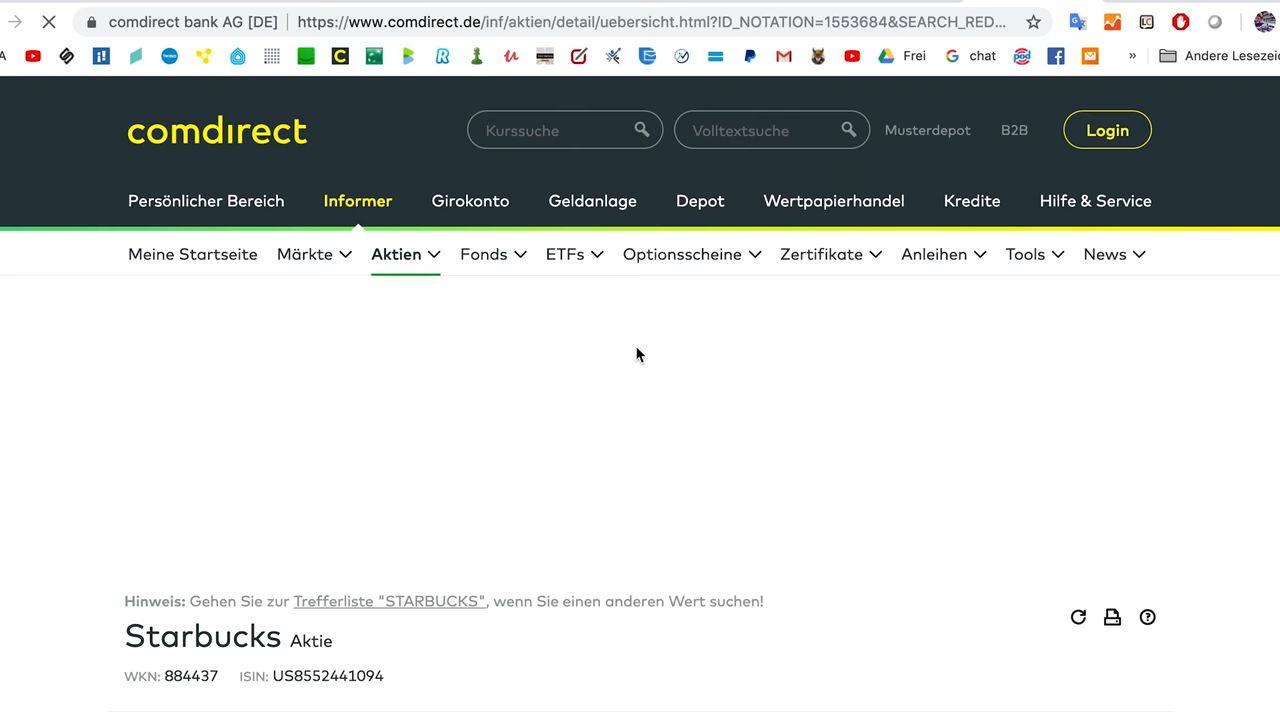 comdirect bank AG [DE] https://www.comdirect.de/inf/aktien/detail/uebersicht.html?ID_NOTATION=1553684&SEARCH_RED...
A Frei chat » Andere Lesezei
comdirect Kurssuche Volltextsuche Musterdepot B2B Login
Persönlicher Bereich Informer Girokonto Geldanlage Depot Wertpapierhandel Kredite Hilfe & Service
Meine Startseite Märkte Aktien Fonds ETFs Optionsscheine Zertifikate Anleihen Tools News
Hinweis: Gehen Sie zur Trefferliste "STARBUCKS", wenn Sie einen anderen Wert suchen!
Starbucks Aktie
WKN: 884437 ISIN: US8552441094